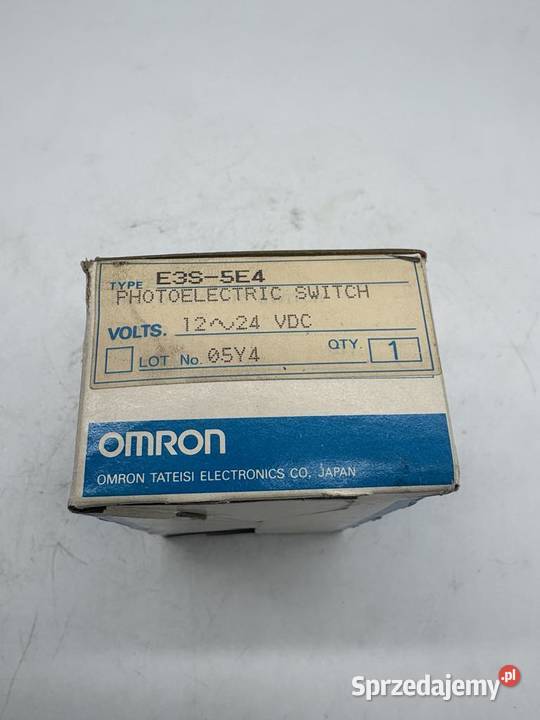 TYPE E3S-5E4
PHOTOELECTRIC SWITCH
VOLTS. 12～24 VDC
LOT No. 05Y4 QTY. 1
OMRON
OMRON TATEISI ELECTRONICS CO. JAPAN
Sprzedajemy.pl